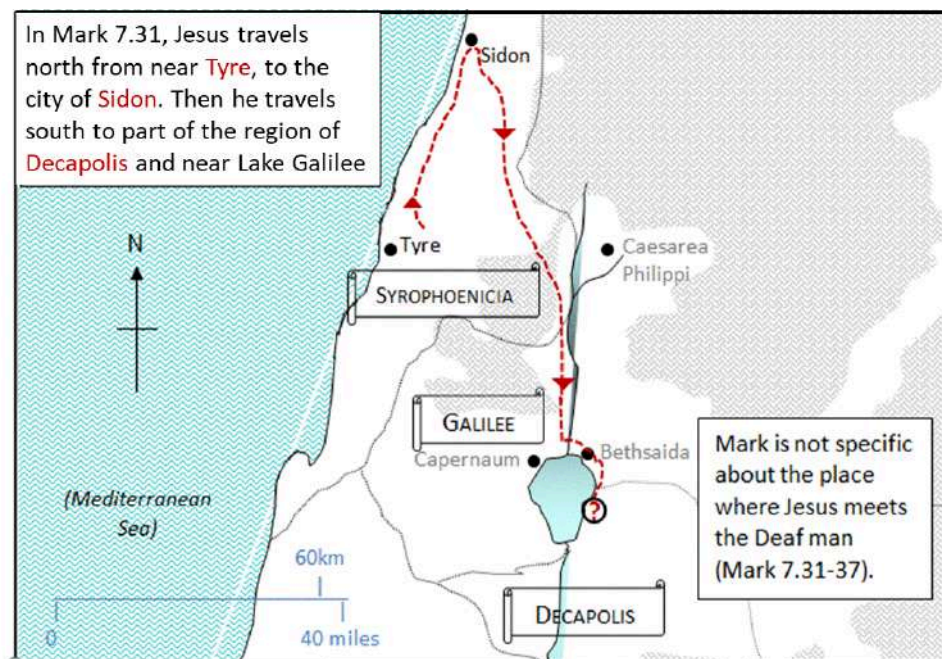 In Mark 7.31, Jesus travels
north from near Tyre, to the
city of Sidon. Then he travels
south to part of the region of
Decapolis and near Lake Galilee
Sidon
N
Tyre
Caesarea
Philippi
SYROPHOENICIA
GALILEE
Capernaum
Bethsaida
?
Mark is not specific
about the place
where Jesus meets
the Deaf man
(Mark 7.31-37).
(Mediterranean
Sea)
60km
0
40 miles
DECAPOLIS